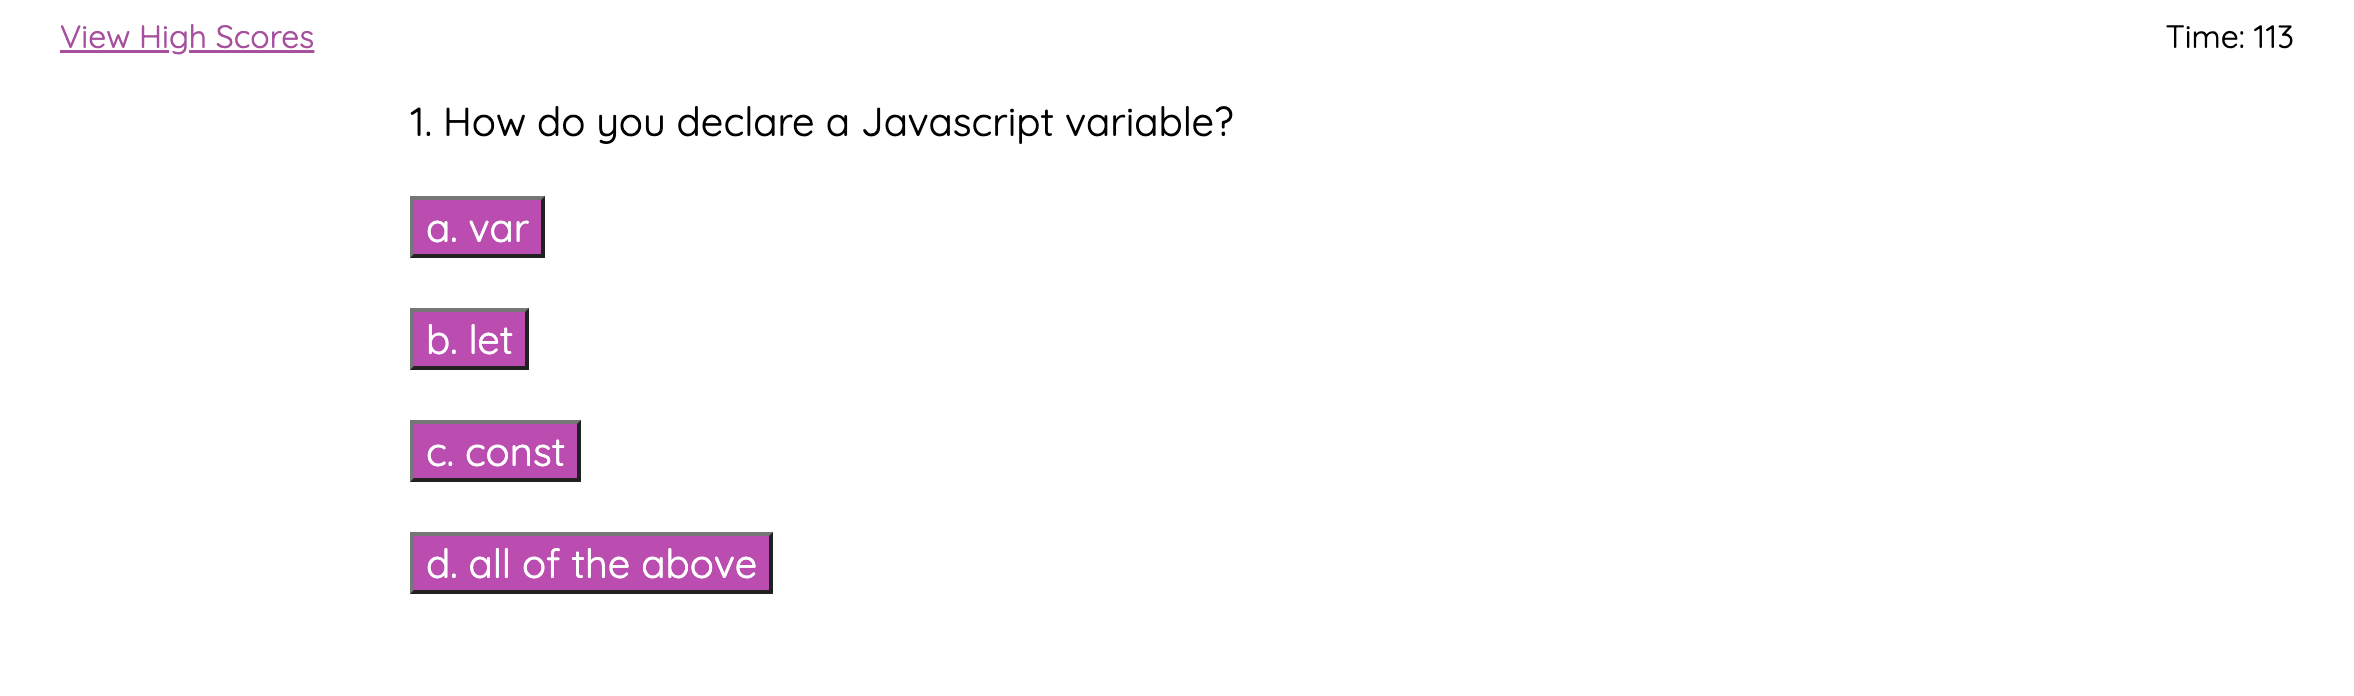 View High Scores
Time: 113
1. How do you declare a Javascript variable?
a. var
b. let
c. const
d. all of the above